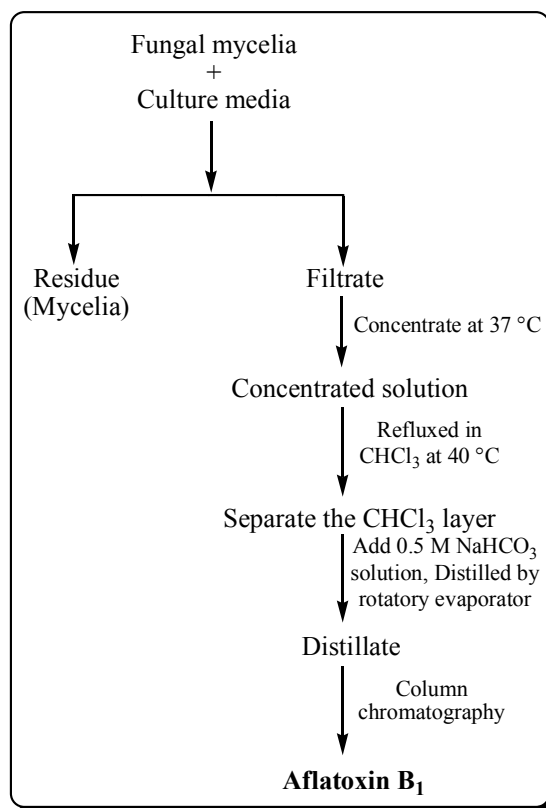 Fungal mycelia
+
Culture media
Residue
(Mycelia)
Filtrate
Concentrate at 37 °C
Concentrated solution
Refluxed in
CHCl₃ at 40 °C
Separate the CHCl₃ layer
Add 0.5 M NaHCO₃
solution, Distilled by
rotatory evaporator
Distillate
Column
chromatography
Aflatoxin B₁